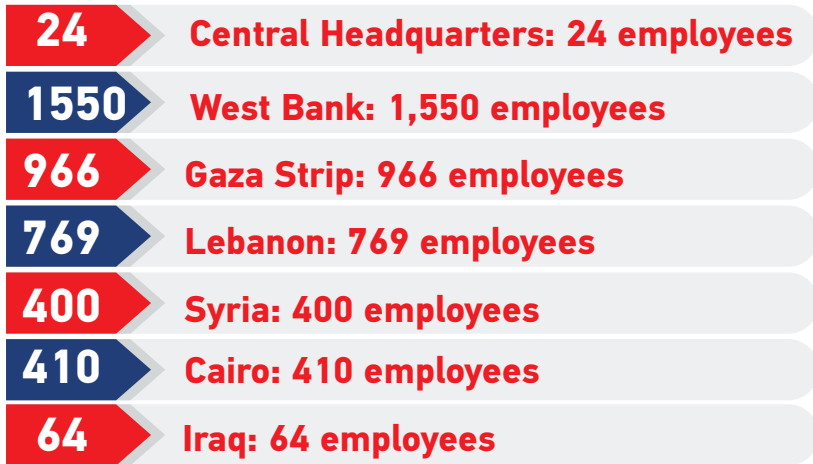 24 Central Headquarters: 24 employees
1550 West Bank: 1,550 employees
966 Gaza Strip: 966 employees
769 Lebanon: 769 employees
400 Syria: 400 employees
410 Cairo: 410 employees
64 Iraq: 64 employees